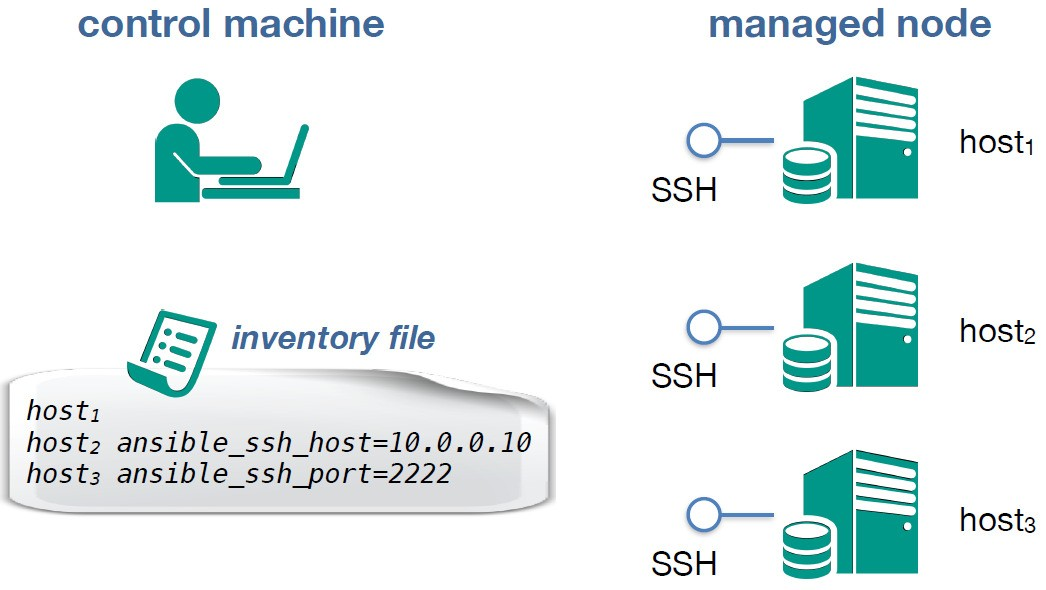 control machine
managed node
host₁
SSH
inventory file
host₂
SSH
host₁
host₂ ansible_ssh_host=10.0.0.10
host₃ ansible_ssh_port=2222
host₃
SSH